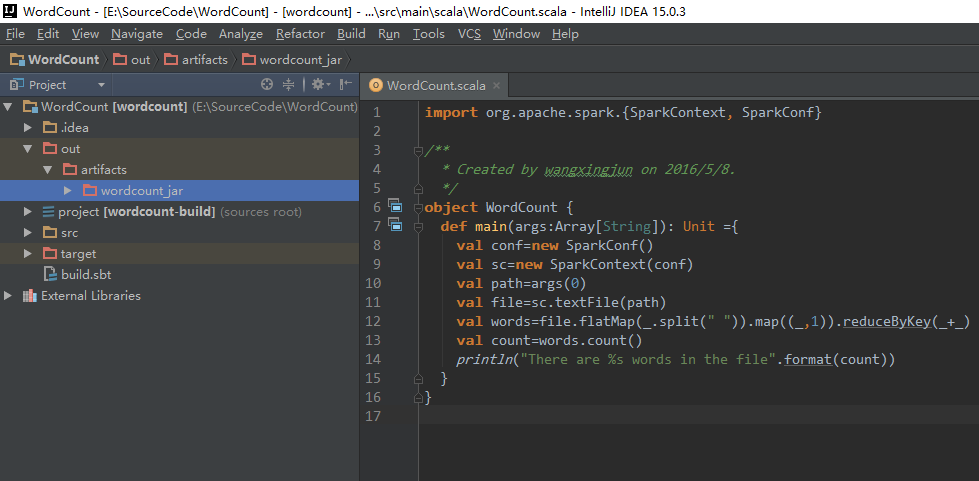 WordCount - [E:\SourceCode\WordCount] - [wordcount] - ...\src\main\scala\WordCount.scala - IntelliJ IDEA 15.0.3
File Edit View Navigate Code Analyze Refactor Build Run Tools VCS Window Help
WordCount out artifacts wordcount_jar
Project
WordCount [wordcount] (E:\SourceCode\WordCount)
.idea
out
artifacts
wordcount_jar
project [wordcount-build] (sources root)
src
target
build.sbt
External Libraries
WordCount.scala
1 import org.apache.spark.{SparkContext, SparkConf}
2
3 /**
4 * Created by wangxingjun on 2016/5/8.
5 */
6 object WordCount {
7 def main(args:Array[String]): Unit ={
8 val conf=new SparkConf()
9 val sc=new SparkContext(conf)
10 val path=args(0)
11 val file=sc.textFile(path)
12 val words=file.flatMap(_.split(" ")).map((_,1)).reduceByKey(_+_)
13 val count=words.count()
14 println("There are %s words in the file".format(count))
15 }
16 }
17